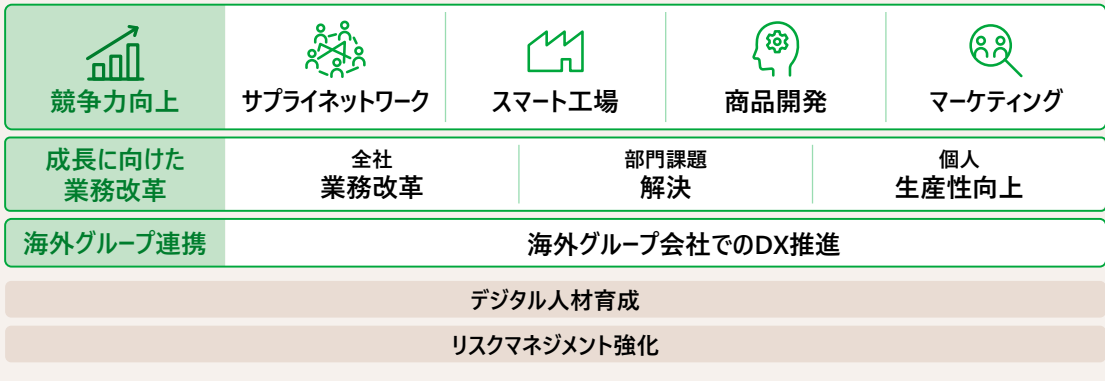 競争力向上
サプライネットワーク
スマート工場
商品開発
マーケティング
成長に向けた
業務改革
全社
業務改革
部門課題
解決
個人
生産性向上
海外グループ連携
海外グループ会社でのDX推進
デジタル人材育成
リスクマネジメント強化